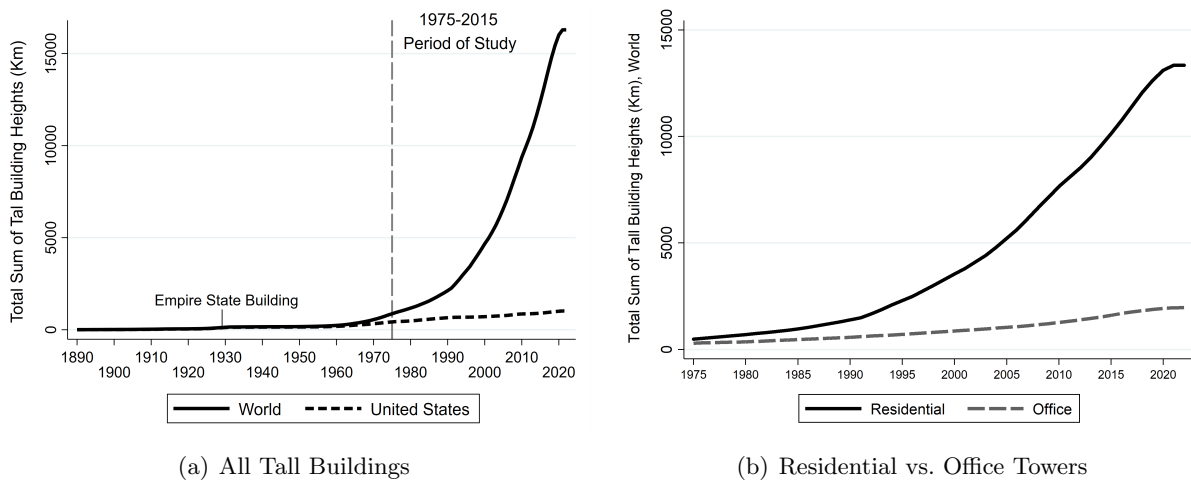 1975-2015
Period of Study
Total Sum of Tal Building Heights (Km)
15000
10000
5000
0
Empire State Building
1890 1910 1930 1950 1970 1990 2010
1900 1920 1940 1960 1980 2000 2020
World United States
(a) All Tall Buildings
Total Sum of Tall Building Heights (Km), World
15000
10000
5000
0
1975 1980 1985 1990 1995 2000 2005 2010 2015 2020
Residential Office
(b) Residential vs. Office Towers